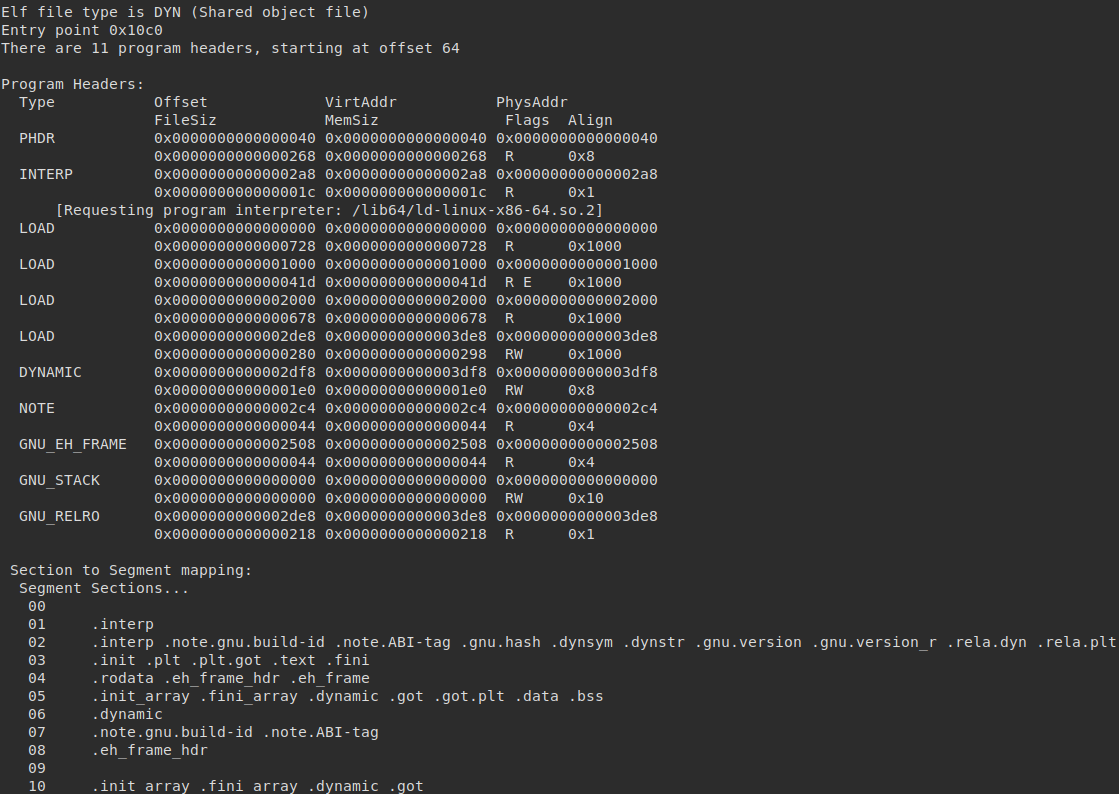 Elf file type is DYN (Shared object file)
Entry point 0x10c0
There are 11 program headers, starting at offset 64

Program Headers:
  Type           Offset             VirtAddr           PhysAddr
                 FileSiz            MemSiz              Flags  Align
  PHDR           0x0000000000000040 0x0000000000000040 0x0000000000000040
                 0x0000000000000268 0x0000000000000268  R      0x8
  INTERP         0x00000000000002a8 0x00000000000002a8 0x00000000000002a8
                 0x000000000000001c 0x000000000000001c  R      0x1
      [Requesting program interpreter: /lib64/ld-linux-x86-64.so.2]
  LOAD           0x0000000000000000 0x0000000000000000 0x0000000000000000
                 0x0000000000000728 0x0000000000000728  R      0x1000
  LOAD           0x0000000000001000 0x0000000000001000 0x0000000000001000
                 0x000000000000041d 0x000000000000041d  R E    0x1000
  LOAD           0x0000000000002000 0x0000000000002000 0x0000000000002000
                 0x0000000000000678 0x0000000000000678  R      0x1000
  LOAD           0x0000000000002de8 0x0000000000003de8 0x0000000000003de8
                 0x0000000000000280 0x0000000000000298  RW     0x1000
  DYNAMIC        0x0000000000002df8 0x0000000000003df8 0x0000000000003df8
                 0x00000000000001e0 0x00000000000001e0  RW     0x8
  NOTE           0x00000000000002c4 0x00000000000002c4 0x00000000000002c4
                 0x0000000000000044 0x0000000000000044  R      0x4
  GNU_EH_FRAME   0x0000000000002508 0x0000000000002508 0x0000000000002508
                 0x0000000000000044 0x0000000000000044  R      0x4
  GNU_STACK      0x0000000000000000 0x0000000000000000 0x0000000000000000
                 0x0000000000000000 0x0000000000000000  RW     0x10
  GNU_RELRO      0x0000000000002de8 0x0000000000003de8 0x0000000000003de8
                 0x0000000000000218 0x0000000000000218  R      0x1

 Section to Segment mapping:
  Segment Sections...
   00
   01     .interp
   02     .interp .note.gnu.build-id .note.ABI-tag .gnu.hash .dynsym .dynstr .gnu.version .gnu.version_r .rela.dyn .rela.plt
   03     .init .plt .plt.got .text .fini
   04     .rodata .eh_frame_hdr .eh_frame
   05     .init_array .fini_array .dynamic .got .got.plt .data .bss
   06     .dynamic
   07     .note.gnu.build-id .note.ABI-tag
   08     .eh_frame_hdr
   09
   10     .init_array .fini_array .dynamic .got